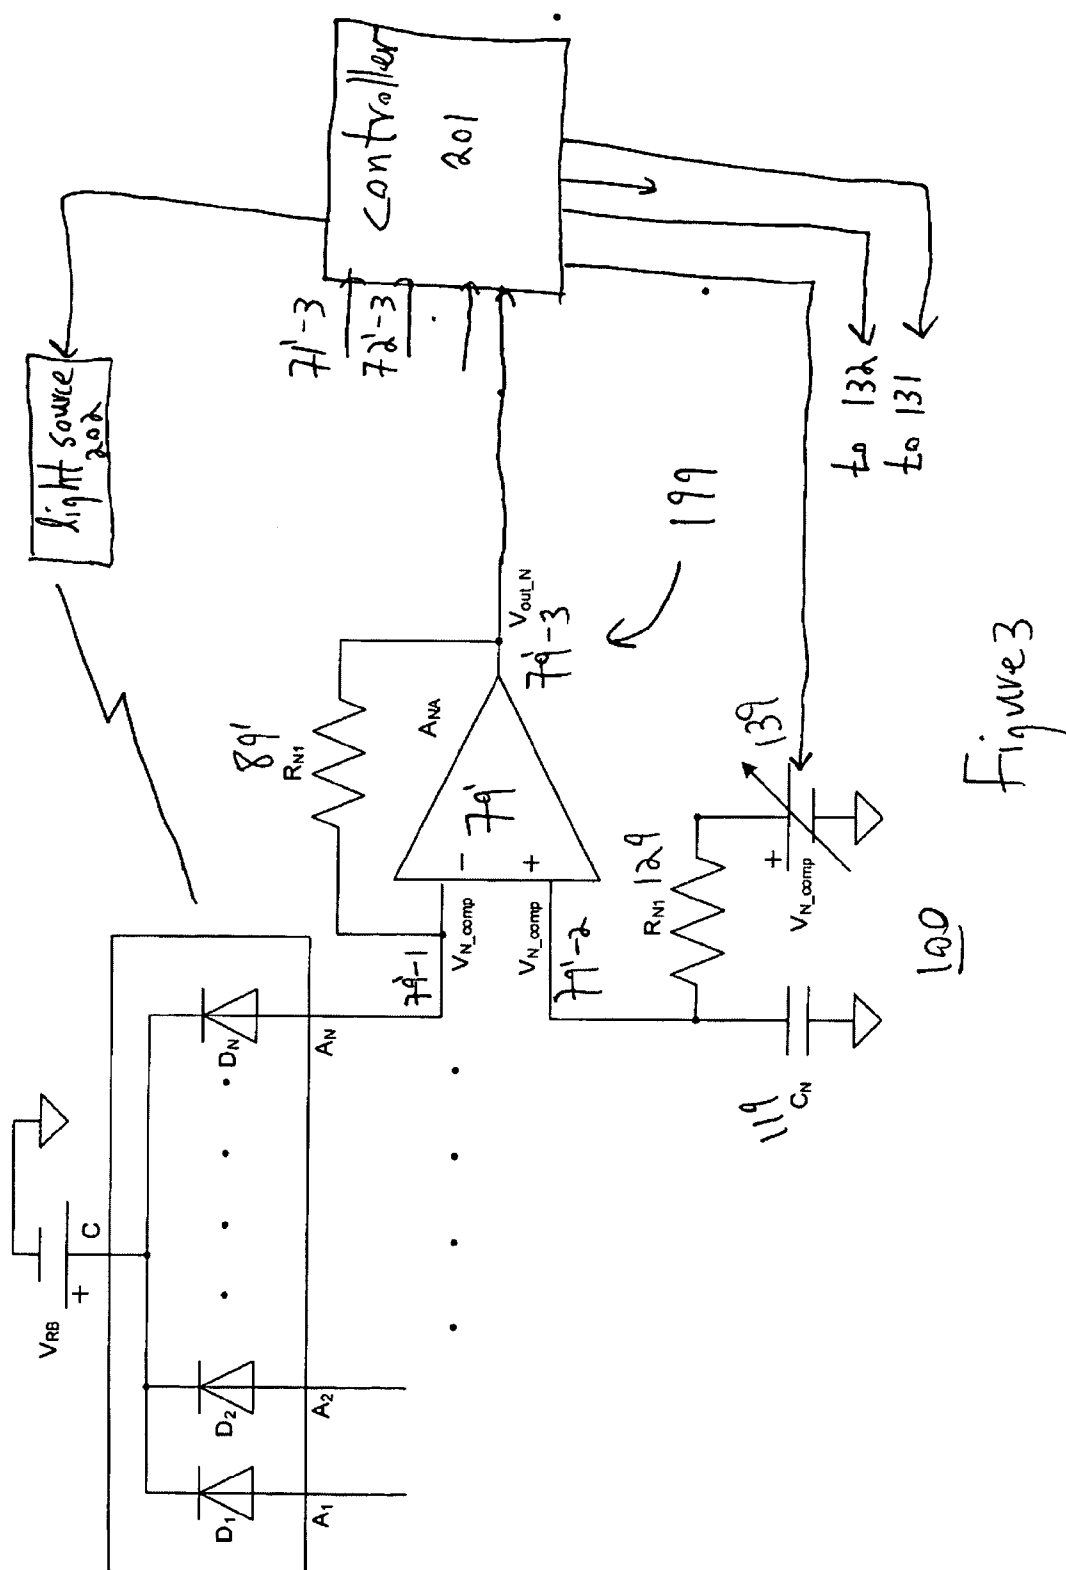 light source
202
controller
201
71'-3
72'-3
to 132
to 131
199
V_RB
+
C
D_1
D_2
D_N
A_1
A_2
A_N
89'
R_N1
A_NA
79'
-
+
79'-1
V_N_comp
V_N_comp
79'-2
V_out_N
79'-3
R_N1
129
139
+
V_N_comp
119
C_N
100
Figure 3